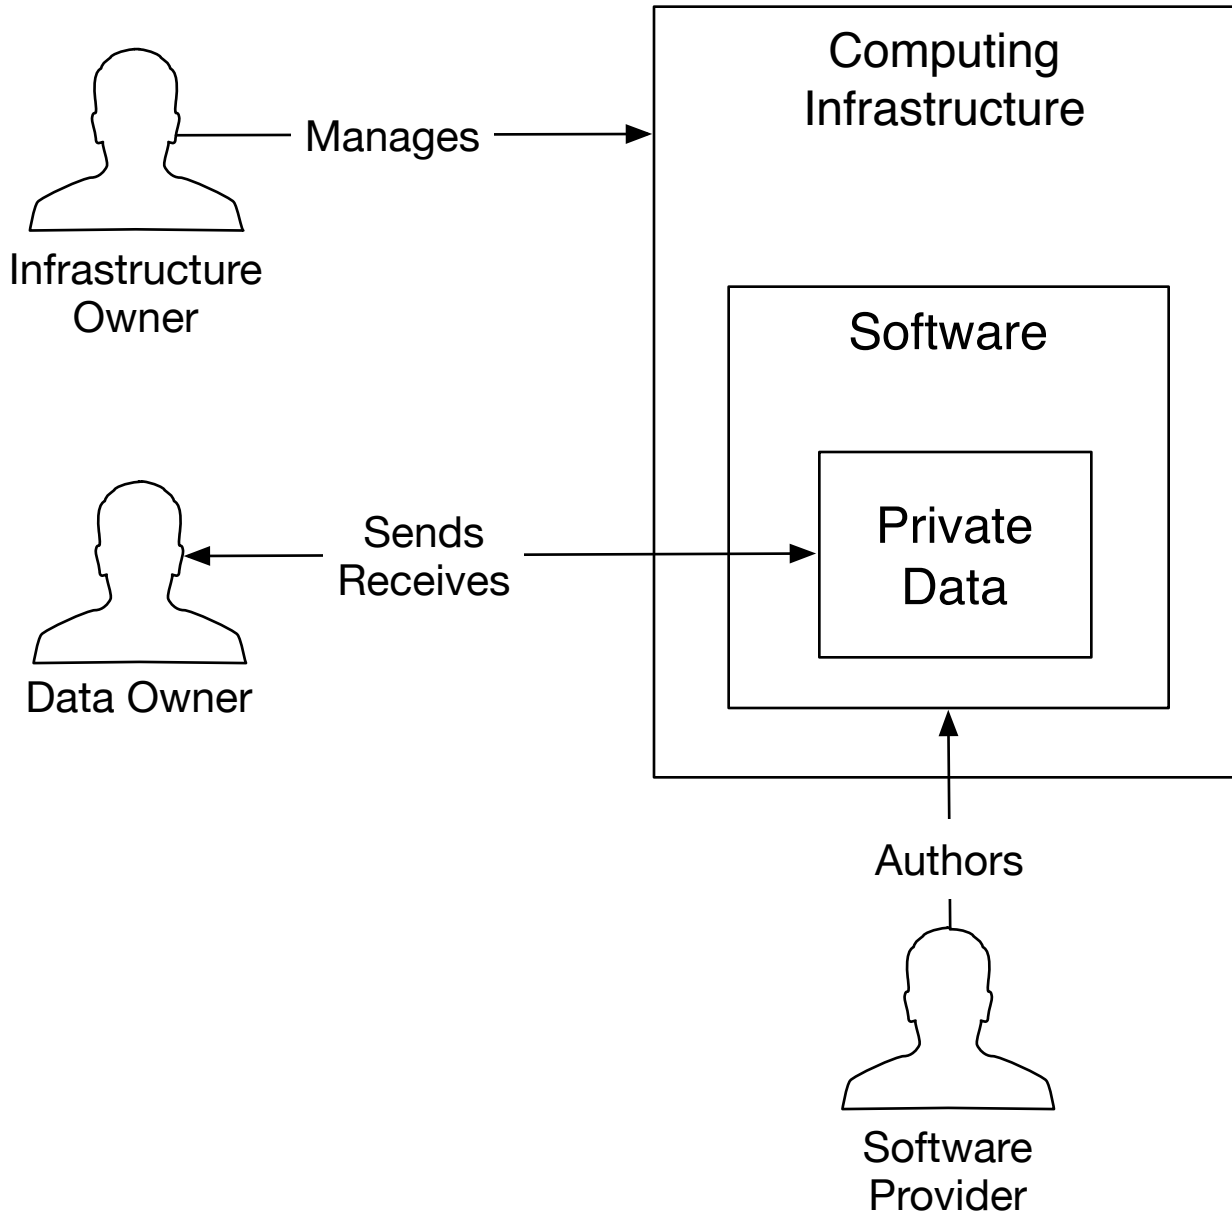 Computing
Infrastructure
Manages
Infrastructure
Owner
Software
Sends
Receives
Private
Data
Data Owner
Authors
Software
Provider